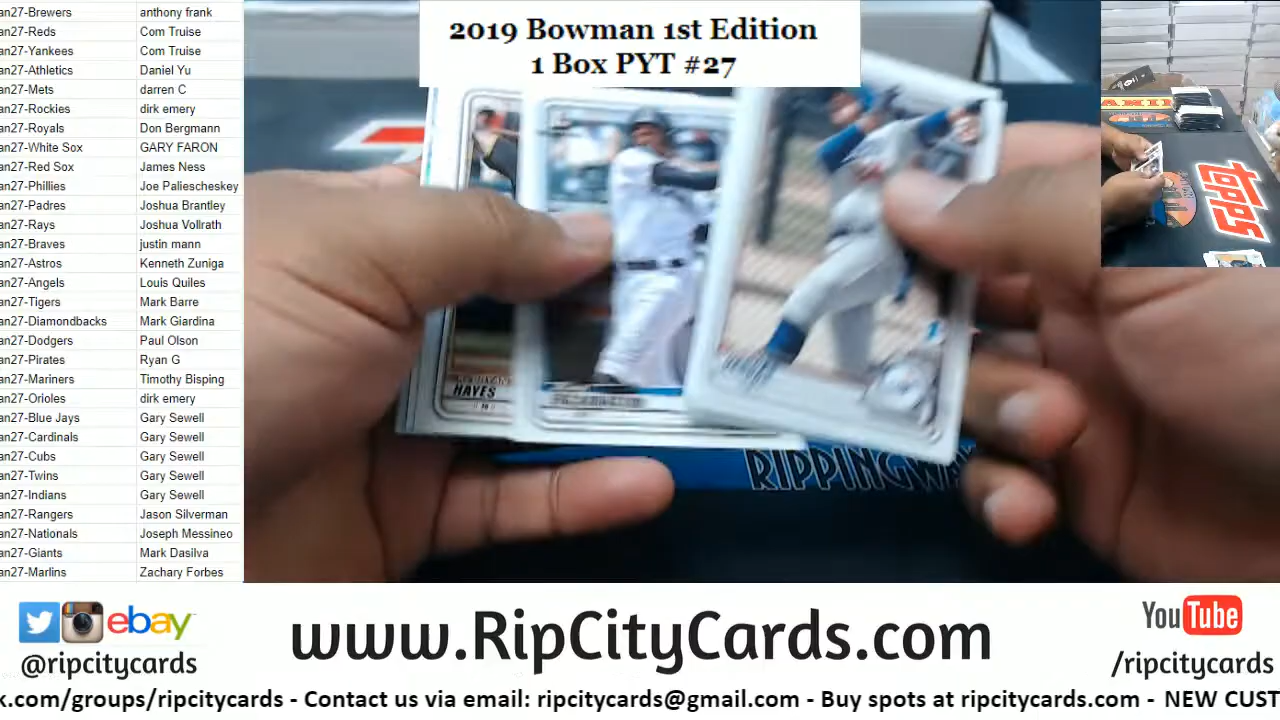 2019 Bowman 1st Edition
1 Box PYT #27
an27-Brewers anthony frank
an27-Reds Com Truise
an27-Yankees Com Truise
an27-Athletics Daniel Yu
an27-Mets darren C
an27-Rockies dirk emery
an27-Royals Don Bergmann
an27-White Sox GARY FARON
an27-Red Sox James Ness
an27-Phillies Joe Paliescheskey
an27-Padres Joshua Brantley
an27-Rays Joshua Vollrath
an27-Braves justin mann
an27-Astros Kenneth Zuniga
an27-Angels Louis Quiles
an27-Tigers Mark Barre
an27-Diamondbacks Mark Giardina
an27-Dodgers Paul Olson
an27-Pirates Ryan G
an27-Mariners Timothy Bisping
an27-Orioles dirk emery
an27-Blue Jays Gary Sewell
an27-Cardinals Gary Sewell
an27-Cubs Gary Sewell
an27-Twins Gary Sewell
an27-Indians Gary Sewell
an27-Rangers Jason Silverman
an27-Nationals Joseph Messineo
an27-Giants Mark Dasilva
an27-Marlins Zachary Forbes
HAYES
RIPPINGWA
PANINI
topps
ebay
@ripcitycards
www.RipCityCards.com
YouTube
/ripcitycards
k.com/groups/ripcitycards - Contact us via email: ripcitycards@gmail.com - Buy spots at ripcitycards.com - NEW CUST